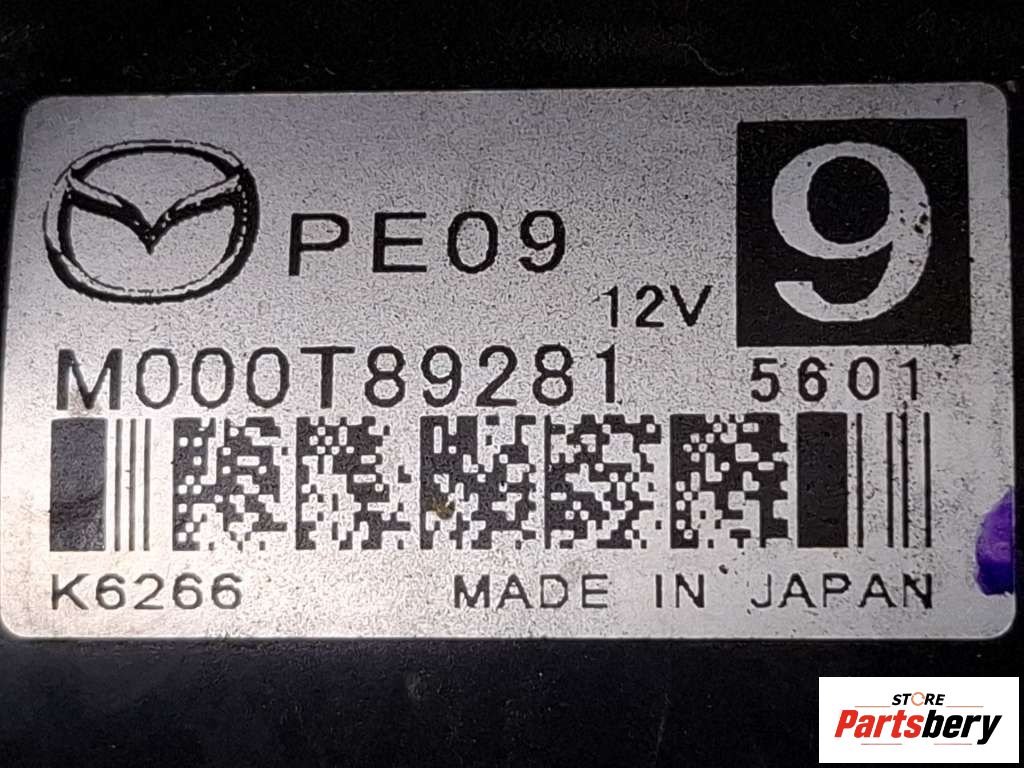 PE09
9
12V
M000T89281
5601
K6266
MADE IN JAPAN
STORE
Partsbery